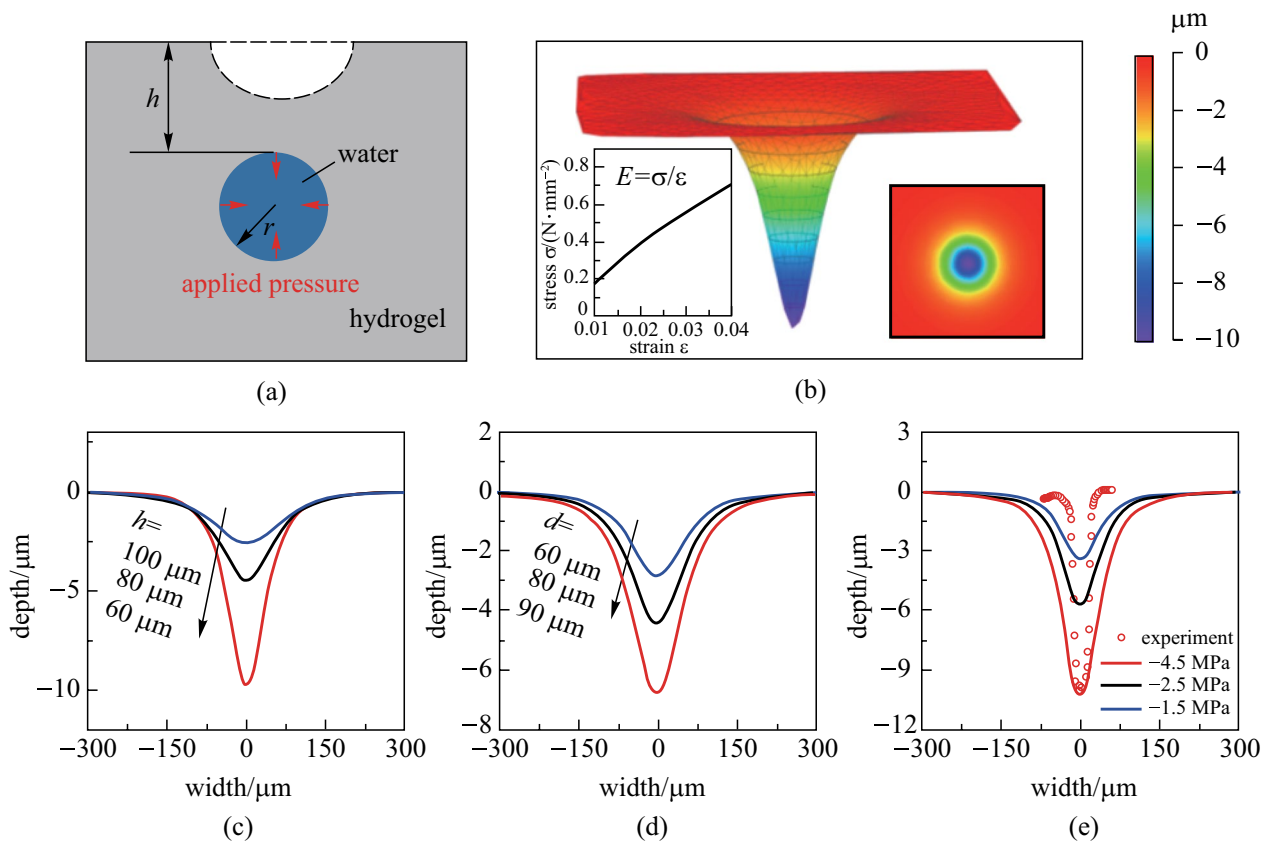 h
water
r
applied pressure
hydrogel
(a)
E=σ/ε
stress σ/(N·mm−2)
0.8
0.6
0.4
0.2
0
0.01
0.02
0.03
0.04
strain ε
(b)
μm
0
−2
−4
−6
−8
−10
depth/μm
0
−5
−10
h=
100 μm
80 μm
60 μm
−300
−150
0
150
300
width/μm
(c)
depth/μm
2
0
−2
−4
−6
−8
d=
60 μm
80 μm
90 μm
−300
−150
0
150
300
width/μm
(d)
depth/μm
3
0
−3
−6
−9
−12
experiment
−4.5 MPa
−2.5 MPa
−1.5 MPa
−300
−150
0
150
300
width/μm
(e)